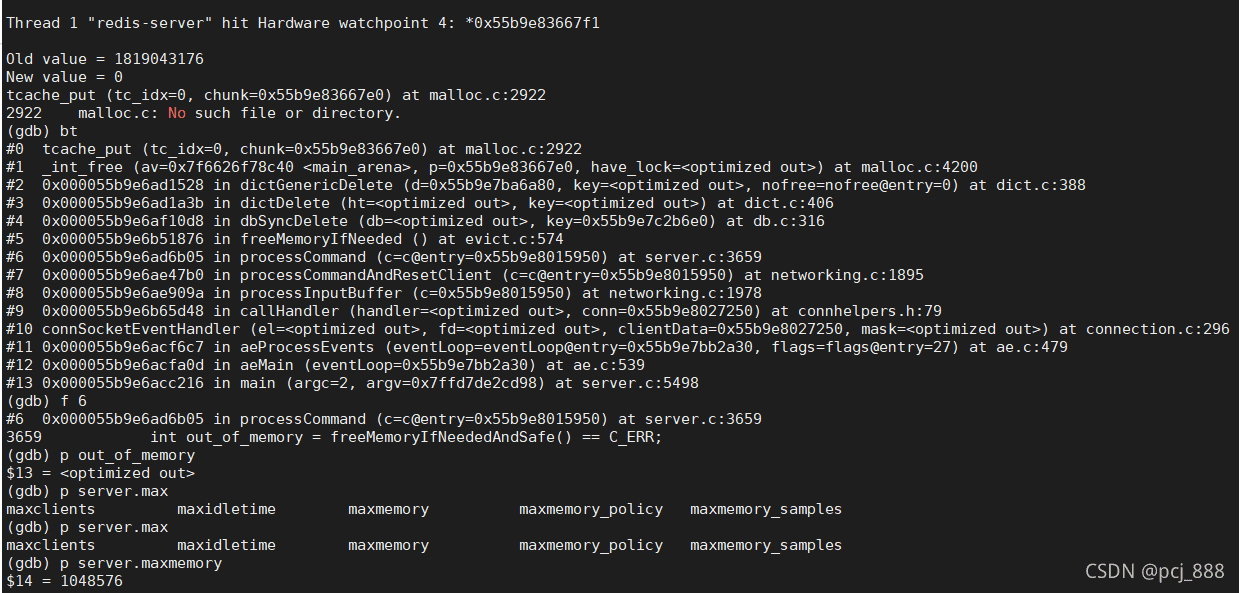 Thread 1 "redis-server" hit Hardware watchpoint 4: *0x55b9e83667f1
Old value = 1819043176
New value = 0
tcache_put (tc_idx=0, chunk=0x55b9e83667e0) at malloc.c:2922
2922    malloc.c: No such file or directory.
(gdb) bt
#0  tcache_put (tc_idx=0, chunk=0x55b9e83667e0) at malloc.c:2922
#1  _int_free (av=0x7f6626f78c40 <main_arena>, p=0x55b9e83667e0, have_lock=<optimized out>) at malloc.c:4200
#2  0x000055b9e6ad1528 in dictGenericDelete (d=0x55b9e7ba6a80, key=<optimized out>, nofree=nofree@entry=0) at dict.c:388
#3  0x000055b9e6ad1a3b in dictDelete (ht=<optimized out>, key=<optimized out>) at dict.c:406
#4  0x000055b9e6af10d8 in dbSyncDelete (db=<optimized out>, key=0x55b9e7c2b6e0) at db.c:316
#5  0x000055b9e6b51876 in freeMemoryIfNeeded () at evict.c:574
#6  0x000055b9e6ad6b05 in processCommand (c=c@entry=0x55b9e8015950) at server.c:3659
#7  0x000055b9e6ae47b0 in processCommandAndResetClient (c=c@entry=0x55b9e8015950) at networking.c:1895
#8  0x000055b9e6ae909a in processInputBuffer (c=0x55b9e8015950) at networking.c:1978
#9  0x000055b9e6b65d48 in callHandler (handler=<optimized out>, conn=0x55b9e8027250) at connhelpers.h:79
#10 connSocketEventHandler (el=<optimized out>, fd=<optimized out>, clientData=0x55b9e8027250, mask=<optimized out>) at connection.c:296
#11 0x000055b9e6acf6c7 in aeProcessEvents (eventLoop=eventLoop@entry=0x55b9e7bb2a30, flags=flags@entry=27) at ae.c:479
#12 0x000055b9e6acfa0d in aeMain (eventLoop=0x55b9e7bb2a30) at ae.c:539
#13 0x000055b9e6acc216 in main (argc=2, argv=0x7ffd7de2cd98) at server.c:5498
(gdb) f 6
#6  0x000055b9e6ad6b05 in processCommand (c=c@entry=0x55b9e8015950) at server.c:3659
3659            int out_of_memory = freeMemoryIfNeededAndSafe() == C_ERR;
(gdb) p out_of_memory
$13 = <optimized out>
(gdb) p server.max
maxclients         maxidletime        maxmemory          maxmemory_policy   maxmemory_samples
(gdb) p server.max
maxclients         maxidletime        maxmemory          maxmemory_policy   maxmemory_samples
(gdb) p server.maxmemory
$14 = 1048576
CSDN @pcj_888